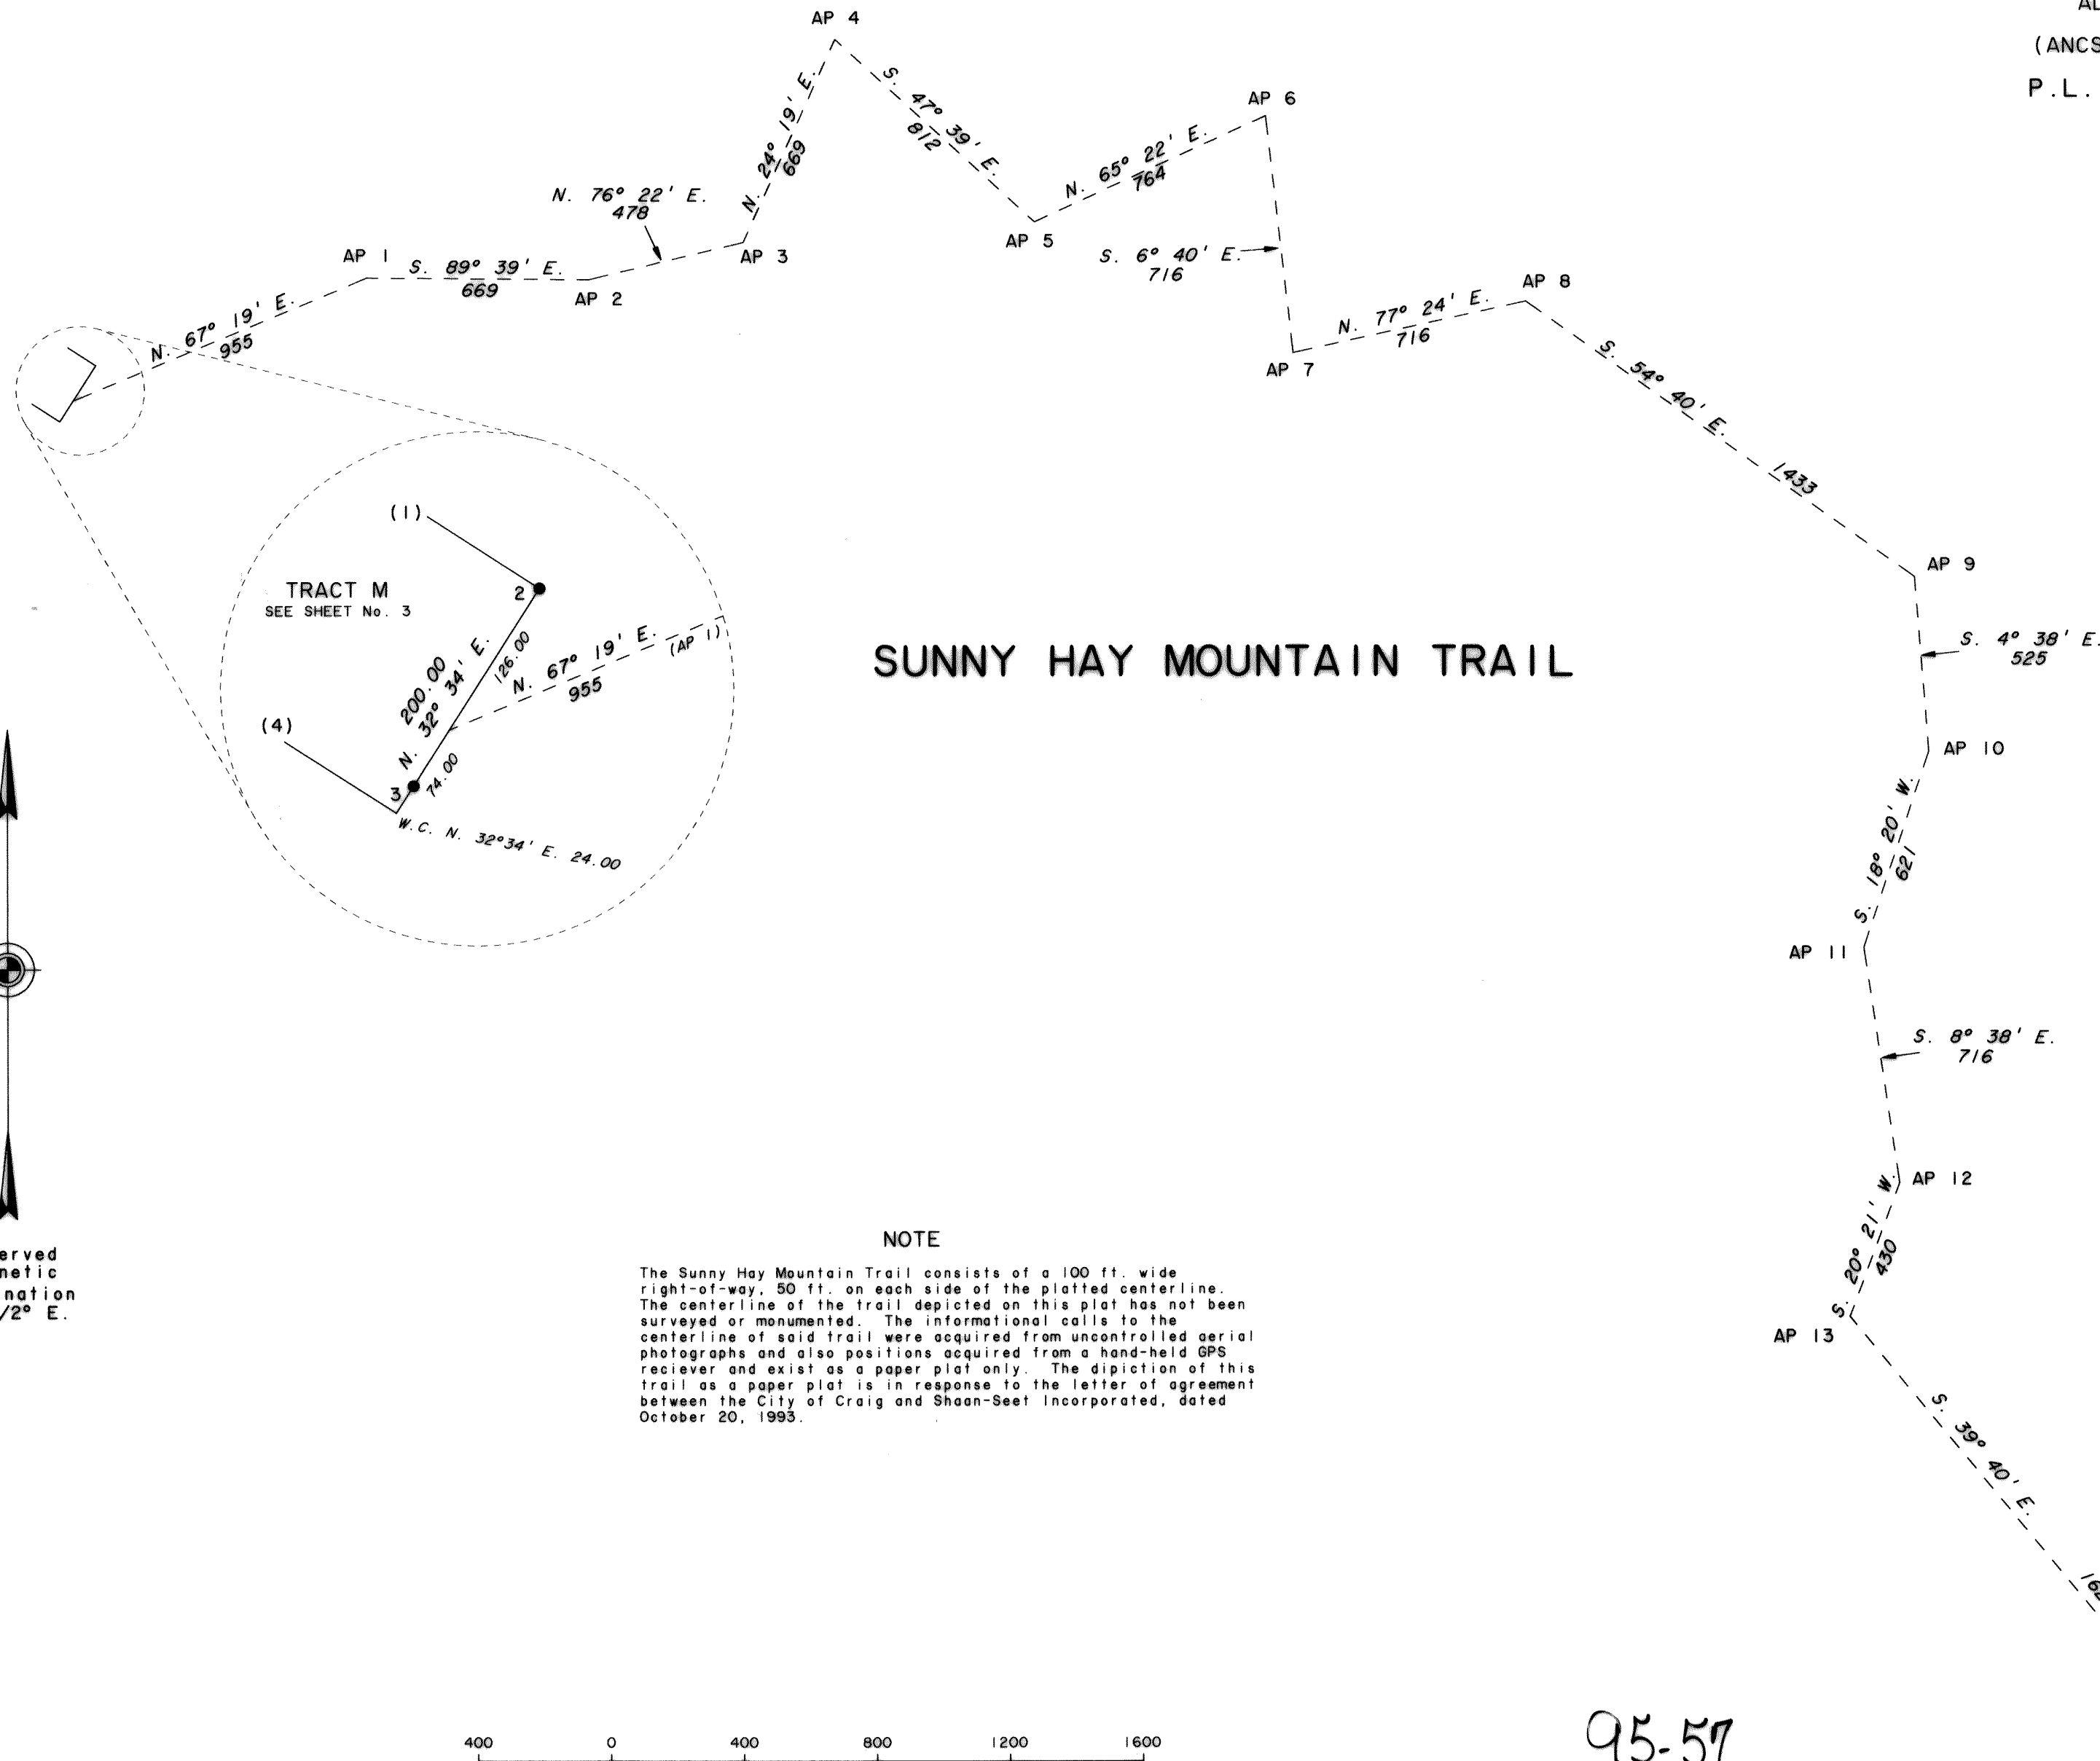 AL
(ANCS
P.L.
AP 4
AP 6
S. 47° 39' E.
812
N. 24° 19' E.
669
N. 65° 22' E.
764
N. 76° 22' E.
478
AP 5
AP 3
AP 1
S. 89° 39' E.
669
AP 2
S. 6° 40' E.
716
AP 8
N. 77° 24' E.
716
AP 7
N. 67° 19' E.
955
S. 54° 40' E.
1433
(1)
AP 9
TRACT M
SEE SHEET No. 3
2
200.00
N. 32° 34' E.
126.00
N. 67° 19' E.
955
(AP 1)
SUNNY HAY MOUNTAIN TRAIL
S. 4° 38' E.
525
(4)
74.00
3
W.C. N. 32°34' E. 24.00
AP 10
S. 18° 20' W.
621
AP 11
S. 8° 38' E.
716
AP 12
S. 20° 21' W.
430
AP 13
S. 39° 40' E.
162
erved
netic
nation
/2° E.
NOTE
The Sunny Hay Mountain Trail consists of a 100 ft. wide
right-of-way, 50 ft. on each side of the platted centerline.
The centerline of the trail depicted on this plat has not been
surveyed or monumented. The informational calls to the
centerline of said trail were acquired from uncontrolled aerial
photographs and also positions acquired from a hand-held GPS
reciever and exist as a paper plat only. The dipiction of this
trail as a paper plat is in response to the letter of agreement
between the City of Craig and Shaan-Seet Incorporated, dated
October 20, 1993.
400 0 400 800 1200 1600
95-57